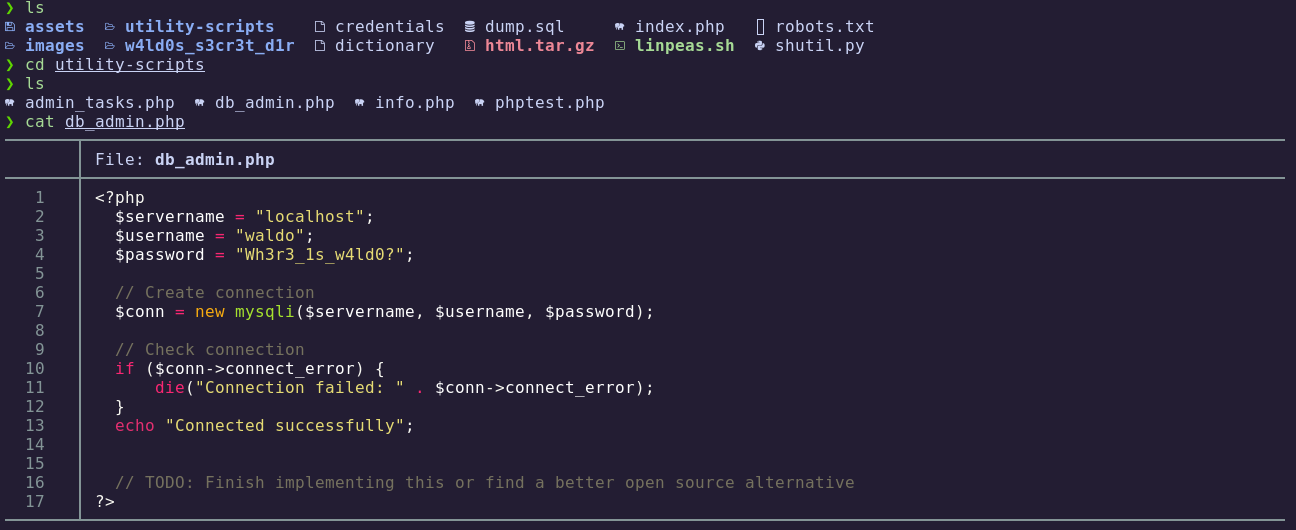 ❯ ls
assets utility-scripts credentials dump.sql index.php robots.txt
images w4ld0s_s3cr3t_d1r dictionary html.tar.gz linpeas.sh shutil.py
❯ cd utility-scripts
❯ ls
admin_tasks.php db_admin.php info.php phptest.php
❯ cat db_admin.php
File: db_admin.php
1 <?php
2 $servername = "localhost";
3 $username = "waldo";
4 $password = "Wh3r3_1s_w4ld0?";
5
6 // Create connection
7 $conn = new mysqli($servername, $username, $password);
8
9 // Check connection
10 if ($conn->connect_error) {
11 die("Connection failed: " . $conn->connect_error);
12 }
13 echo "Connected successfully";
14
15
16 // TODO: Finish implementing this or find a better open source alternative
17 ?>